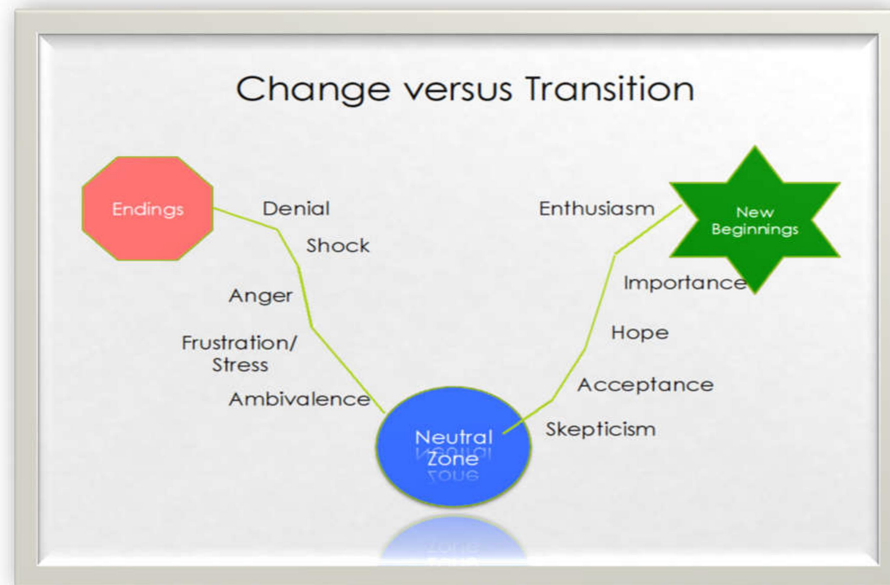 Change versus Transition
Endings
Denial
Shock
Anger
Frustration/
Stress
Ambivalence
Neutral
Zone
Skepticism
Acceptance
Hope
Importance
Enthusiasm
New
Beginnings